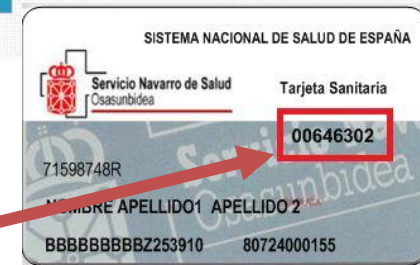 SISTEMA NACIONAL DE SALUD DE ESPAÑA
Servicio Navarro de Salud
Osasunbidea
Tarjeta Sanitaria
00646302
71598748R
NOMBRE APELLIDO1 APELLIDO 2
BBBBBBBBBZ253910 80724000155